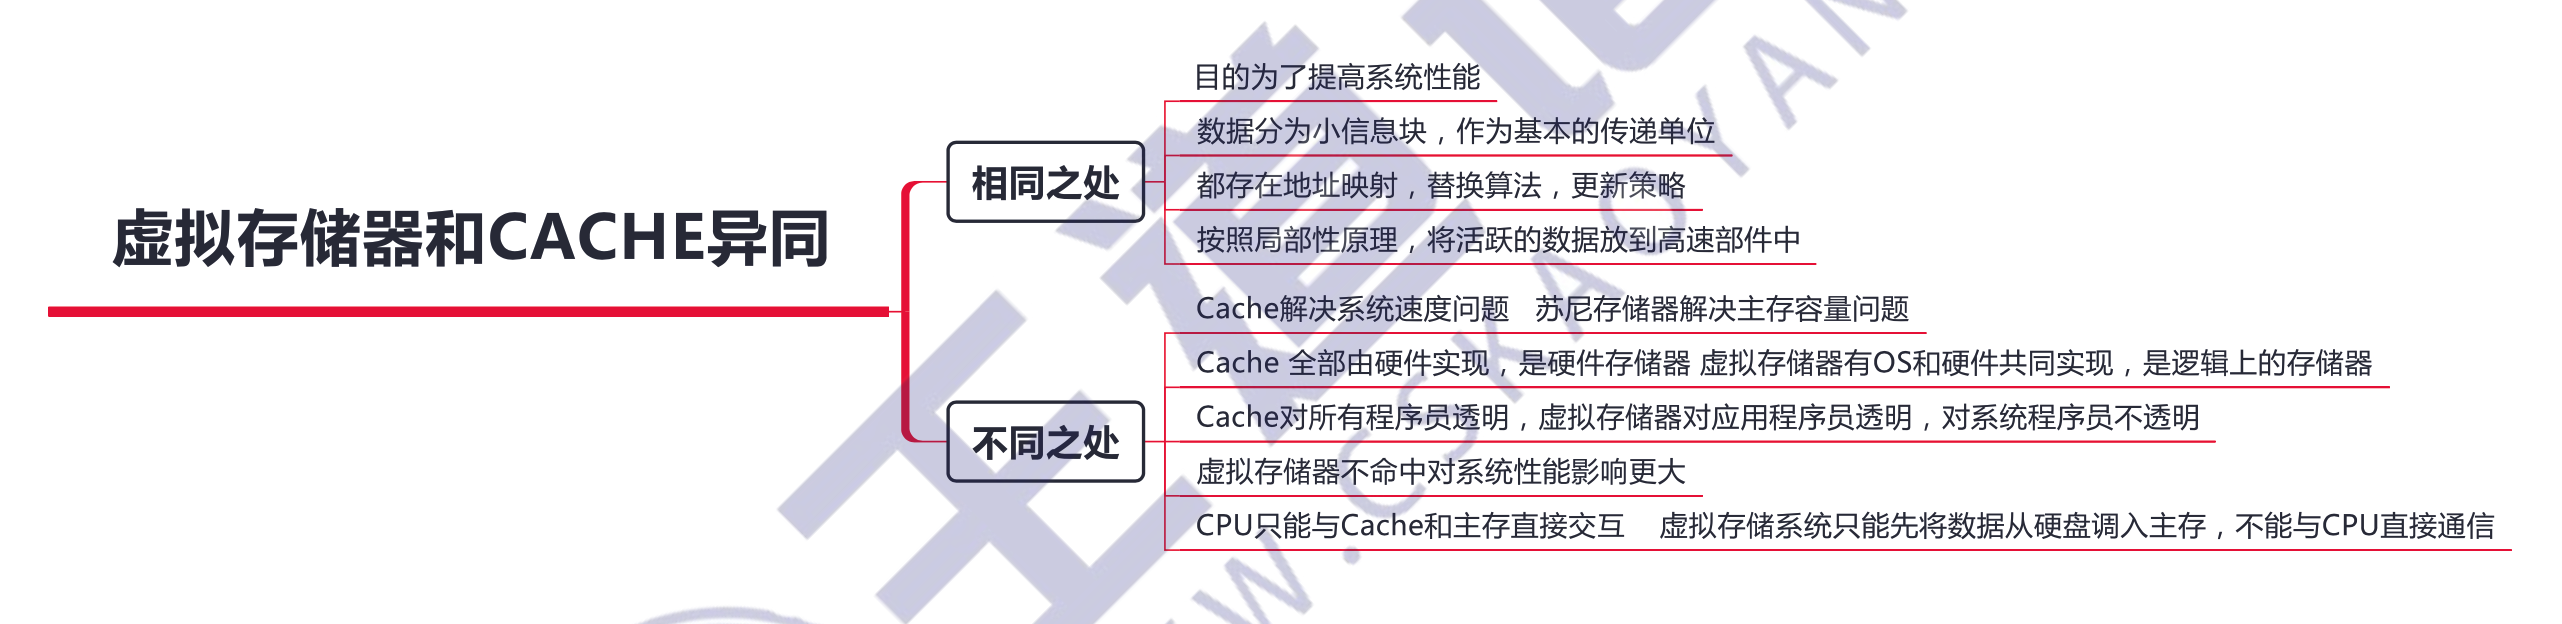 虚拟存储器和CACHE异同
相同之处
目的为了提高系统性能
数据分为小信息块，作为基本的传递单位
都存在地址映射，替换算法，更新策略
按照局部性原理，将活跃的数据放到高速部件中
不同之处
Cache解决系统速度问题 苏尼存储器解决主存容量问题
Cache 全部由硬件实现，是硬件存储器 虚拟存储器有OS和硬件共同实现，是逻辑上的存储器
Cache对所有程序员透明，虚拟存储器对应用程序员透明，对系统程序员不透明
虚拟存储器不命中对系统性能影响更大
CPU只能与Cache和主存直接交互 虚拟存储系统只能先将数据从硬盘调入主存，不能与CPU直接通信
王道
W.CSKAOYAN